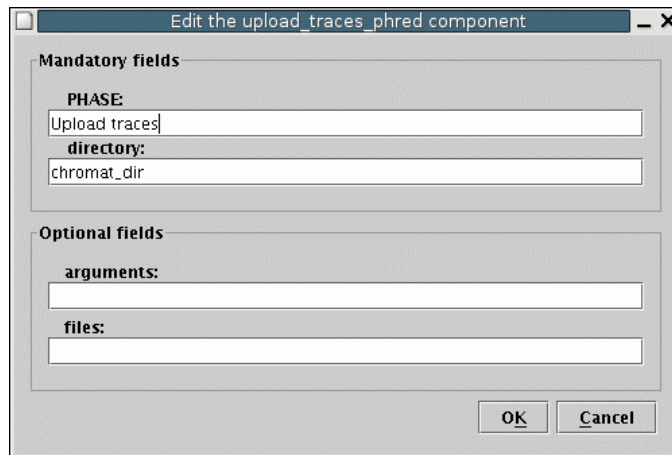 Edit the upload_traces_phred component
Mandatory fields
PHASE:
Upload traces
directory:
chromat_dir
Optional fields
arguments:
files:
OK
Cancel